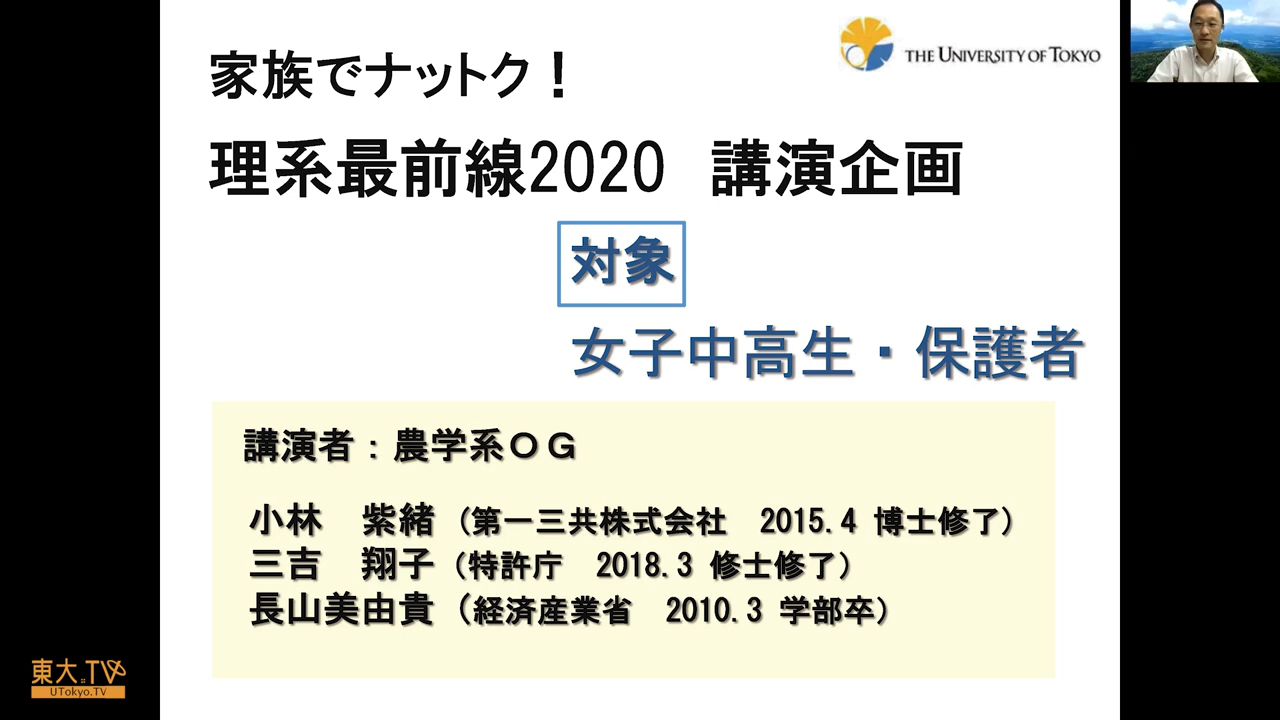 家族でナットク！
THE UNIVERSITY OF TOKYO
理系最前線2020　講演企画
対象
女子中高生・保護者
講演者：農学系ＯＧ
小林　紫緒（第一三共株式会社　2015.4 博士修了）
三吉　翔子（特許庁　2018.3 修士修了）
長山美由貴（経済産業省　2010.3 学部卒）
東大.TV
UTokyo.TV